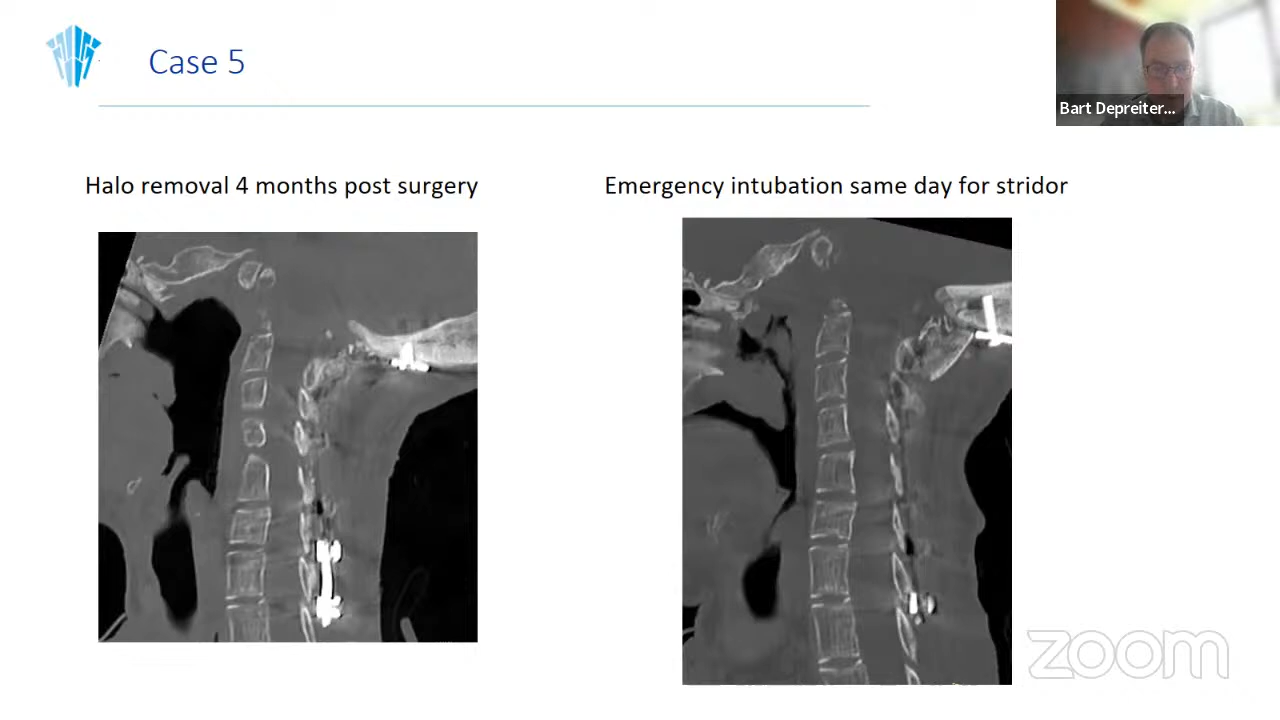 Case 5
Bart Depreiter...
Halo removal 4 months post surgery
Emergency intubation same day for stridor
zoom